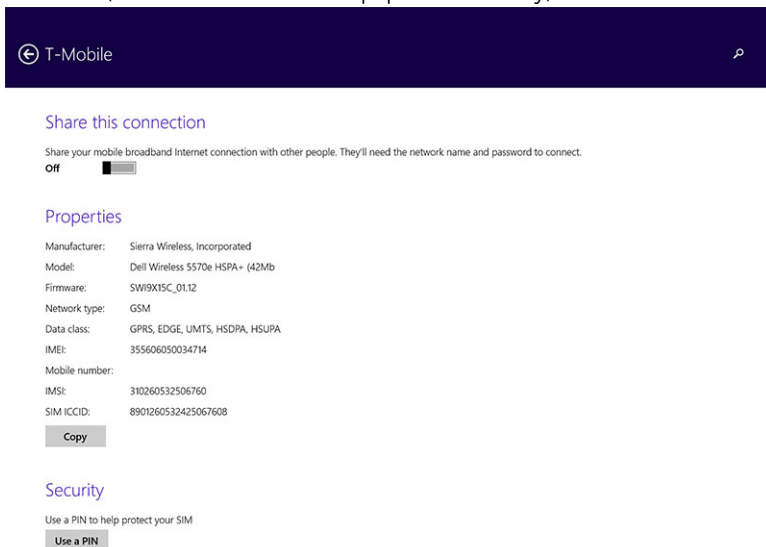 T-Mobile
Share this connection
Share your mobile broadband Internet connection with other people. They'll need the network name and password to connect.
Off
Properties
Manufacturer: Sierra Wireless, Incorporated
Model: Dell Wireless 5570e HSPA+ (42Mb
Firmware: SWI9X15C_01.12
Network type: GSM
Data class: GPRS, EDGE, UMTS, HSDPA, HSUPA
IMEI: 355606050034714
Mobile number:
IMSI: 310260532506760
SIM ICCID: 8901260532425067608
Copy
Security
Use a PIN to help protect your SIM
Use a PIN